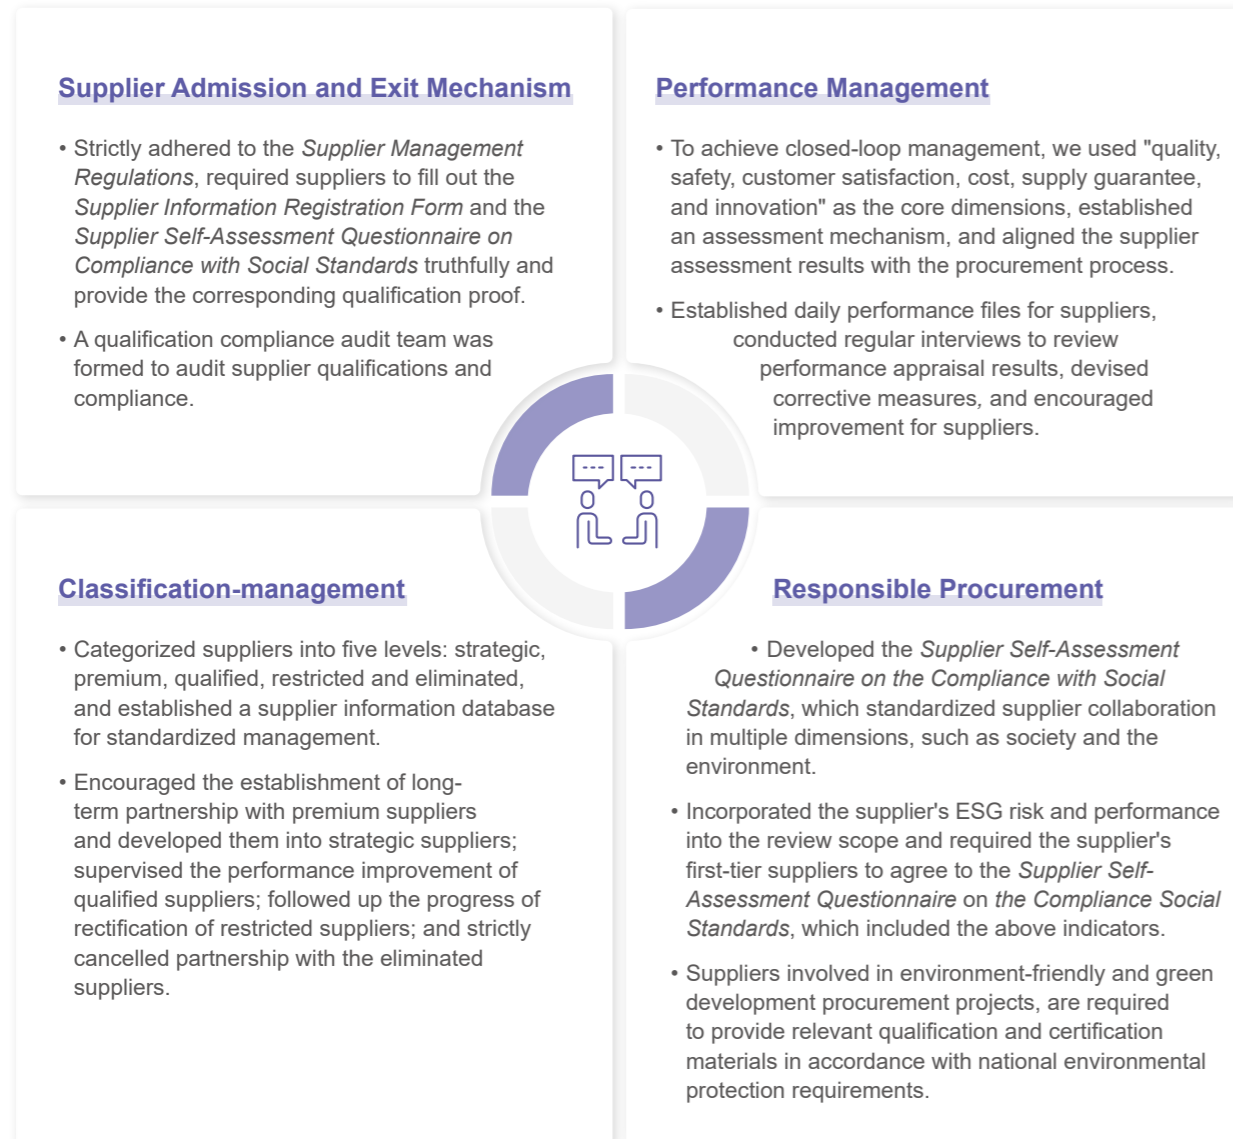 Supplier Admission and Exit Mechanism
• Strictly adhered to the Supplier Management
Regulations, required suppliers to fill out the
Supplier Information Registration Form and the
Supplier Self-Assessment Questionnaire on
Compliance with Social Standards truthfully and
provide the corresponding qualification proof.
• A qualification compliance audit team was
formed to audit supplier qualifications and
compliance.
Performance Management
• To achieve closed-loop management, we used "quality,
safety, customer satisfaction, cost, supply guarantee,
and innovation" as the core dimensions, established
an assessment mechanism, and aligned the supplier
assessment results with the procurement process.
• Established daily performance files for suppliers,
conducted regular interviews to review
performance appraisal results, devised
corrective measures, and encouraged
improvement for suppliers.
Classification-management
• Categorized suppliers into five levels: strategic,
premium, qualified, restricted and eliminated,
and established a supplier information database
for standardized management.
• Encouraged the establishment of long-
term partnership with premium suppliers
and developed them into strategic suppliers;
supervised the performance improvement of
qualified suppliers; followed up the progress of
rectification of restricted suppliers; and strictly
cancelled partnership with the eliminated
suppliers.
Responsible Procurement
• Developed the Supplier Self-Assessment
Questionnaire on the Compliance with Social
Standards, which standardized supplier collaboration
in multiple dimensions, such as society and the
environment.
• Incorporated the supplier's ESG risk and performance
into the review scope and required the supplier's
first-tier suppliers to agree to the Supplier Self-
Assessment Questionnaire on the Compliance Social
Standards, which included the above indicators.
• Suppliers involved in environment-friendly and green
development procurement projects, are required
to provide relevant qualification and certification
materials in accordance with national environmental
protection requirements.